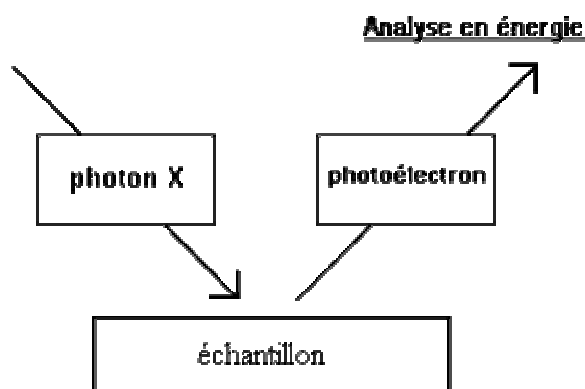 Analyse en énergie
photon X
photoélectron
échantillon